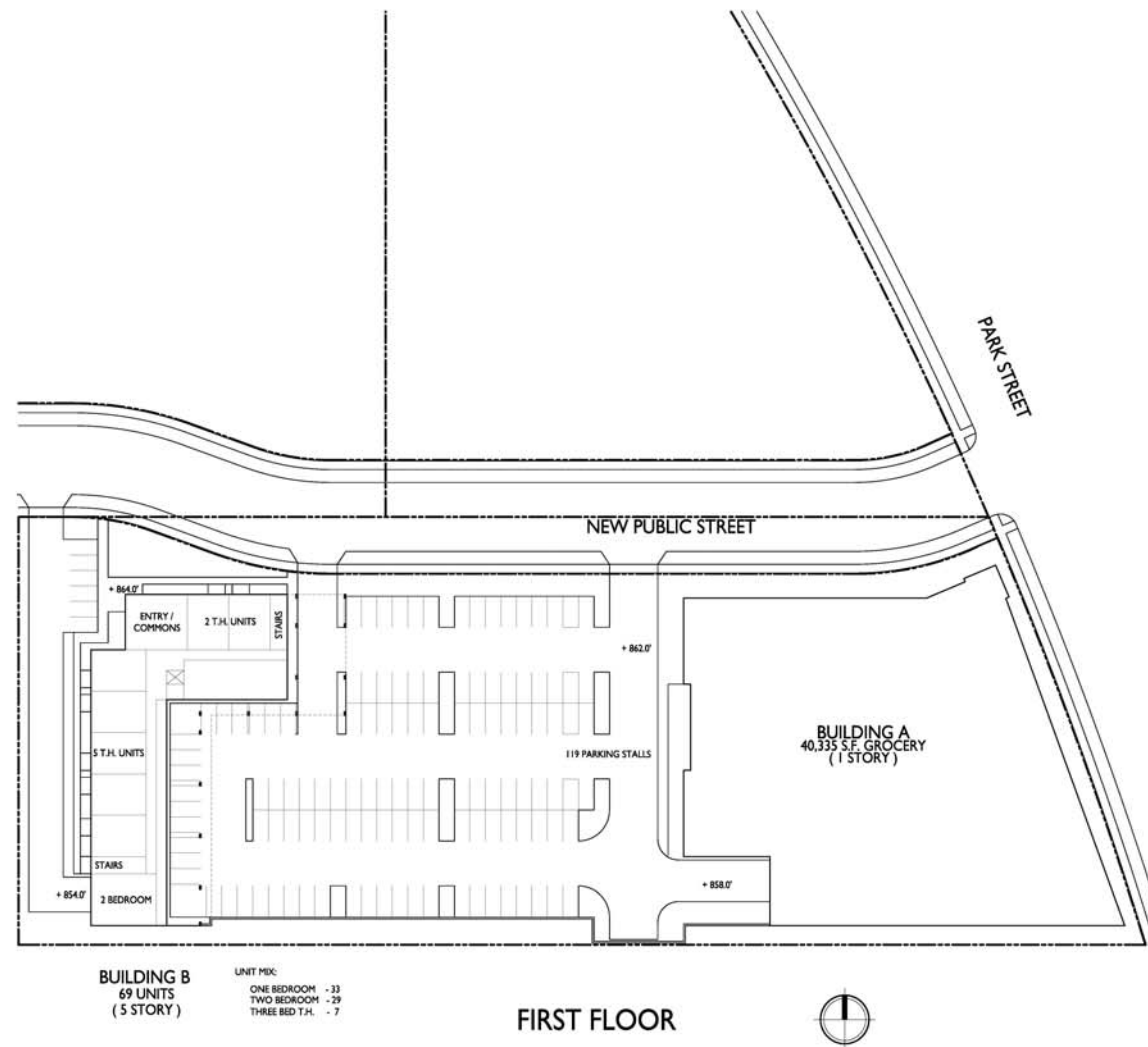 PARK STREET
NEW PUBLIC STREET
+ 864.0'
ENTRY /
COMMONS
2 T.H. UNITS
STAIRS
+ 862.0'
BUILDING A
40,335 S.F. GROCERY
( 1 STORY )
5 T.H. UNITS
119 PARKING STALLS
STAIRS
+ 854.0'
2 BEDROOM
+ 858.0'
BUILDING B
69 UNITS
( 5 STORY )
UNIT MIX:
ONE BEDROOM - 33
TWO BEDROOM - 29
THREE BED T.H. - 7
FIRST FLOOR